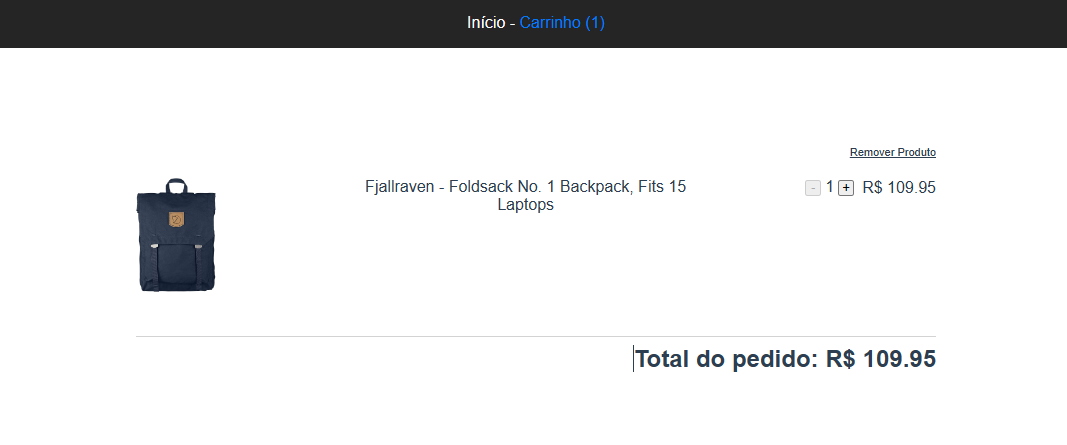 Início - Carrinho (1)
Remover Produto
Fjallraven - Foldsack No. 1 Backpack, Fits 15
Laptops
- 1 + R$ 109.95
Total do pedido: R$ 109.95